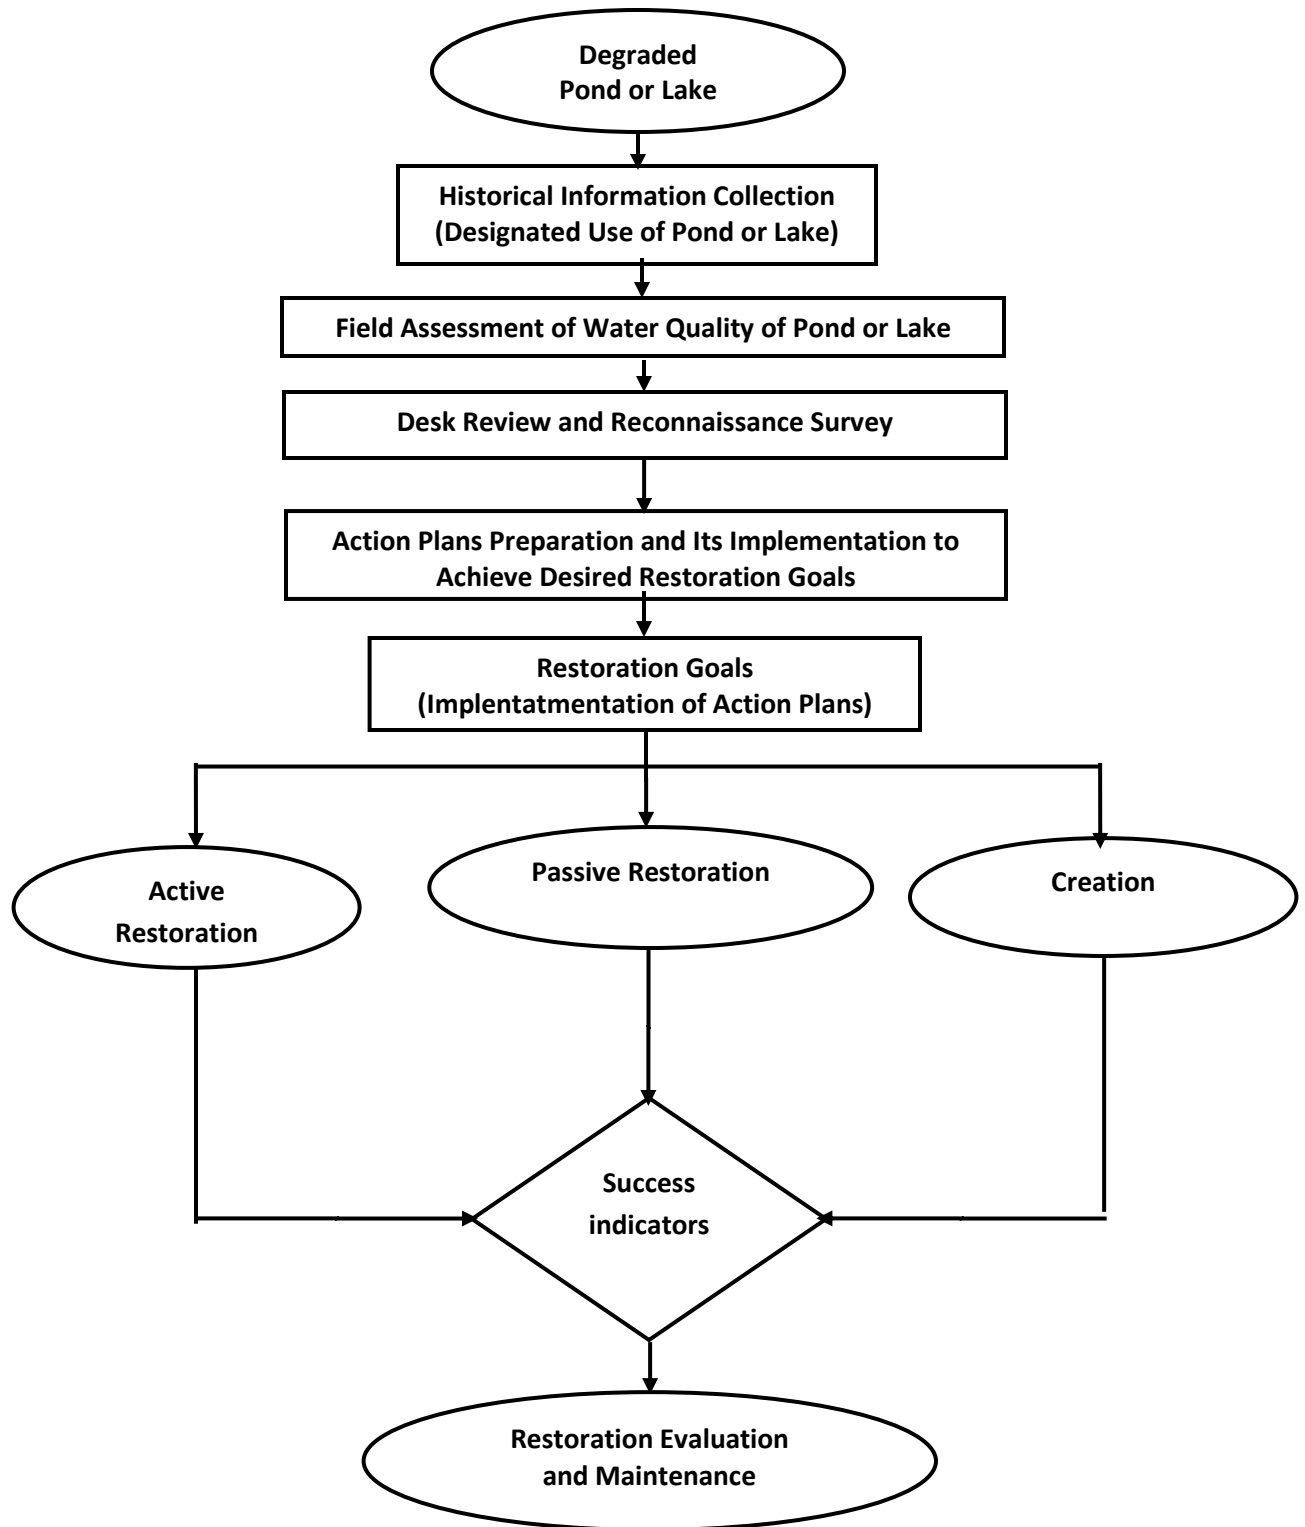 Degraded
Pond or Lake
Historical Information Collection
(Designated Use of Pond or Lake)
Field Assessment of Water Quality of Pond or Lake
Desk Review and Reconnaissance Survey
Action Plans Preparation and Its Implementation to
Achieve Desired Restoration Goals
Restoration Goals
(Implentatmentation of Action Plans)
Active
Restoration
Passive Restoration
Creation
Success
indicators
Restoration Evaluation
and Maintenance